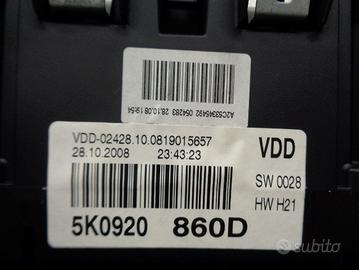 A2C53345492 054283 28.10.08 19:54
VDD-02428.10.0819015657
28.10.2008 23:43:23
VDD
SW 0028
HW H21
5K0920 860D
subito